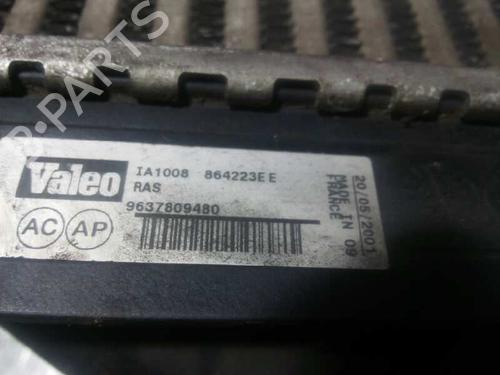 B-PARTS
Valeo
IA1008 864223EE
RAS
9637809480
AC AP
MADE IN 09
FRANCE
20/05/2001